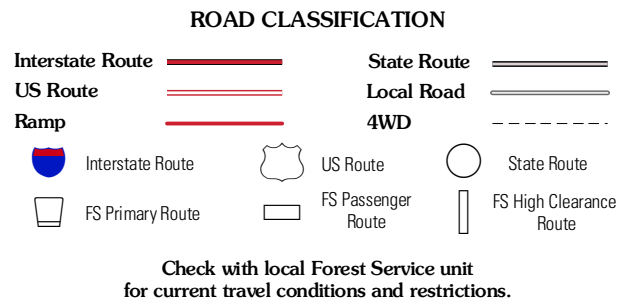 ROAD CLASSIFICATION
Interstate Route
State Route
US Route
Local Road
Ramp
4WD
Interstate Route
US Route
State Route
FS Primary Route
FS Passenger
Route
FS High Clearance
Route
Check with local Forest Service unit
for current travel conditions and restrictions.